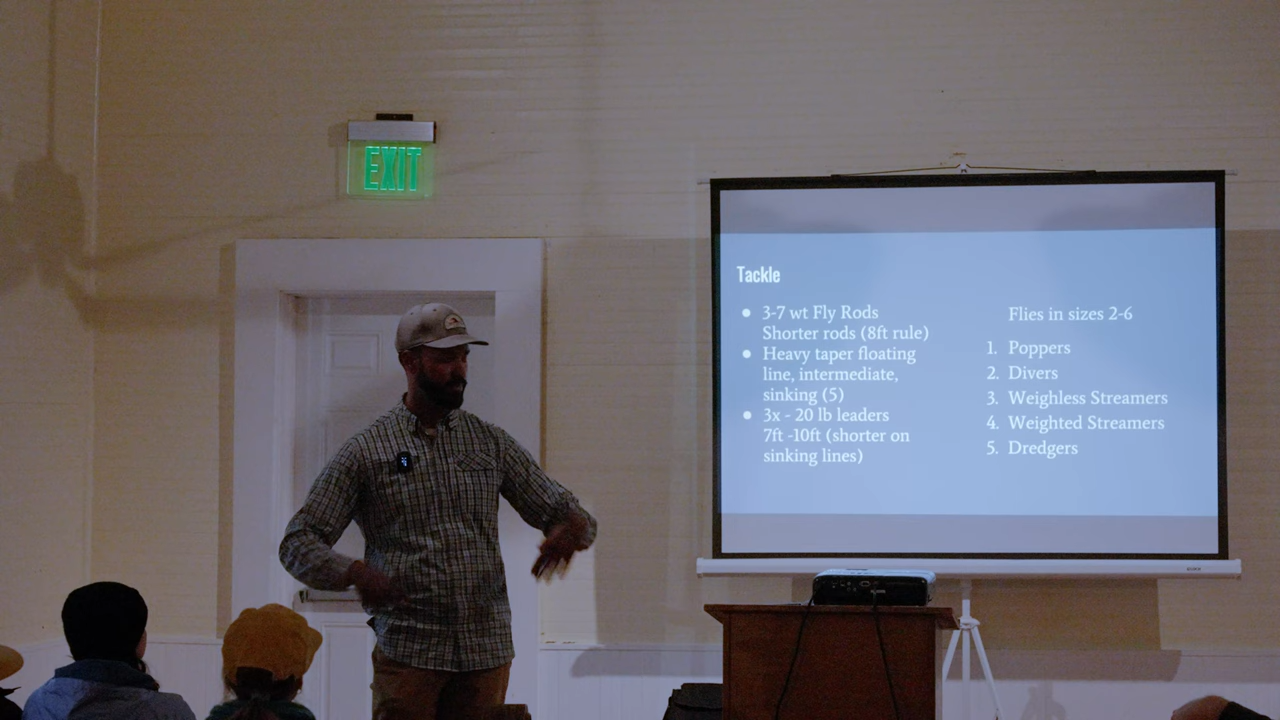 EXIT
Tackle
● 3-7 wt Fly Rods
Shorter rods (8ft rule)
● Heavy taper floating
line, intermediate,
sinking (5)
● 3x - 20 lb leaders
7ft -10ft (shorter on
sinking lines)
Flies in sizes 2-6
1. Poppers
2. Divers
3. Weighless Streamers
4. Weighted Streamers
5. Dredgers